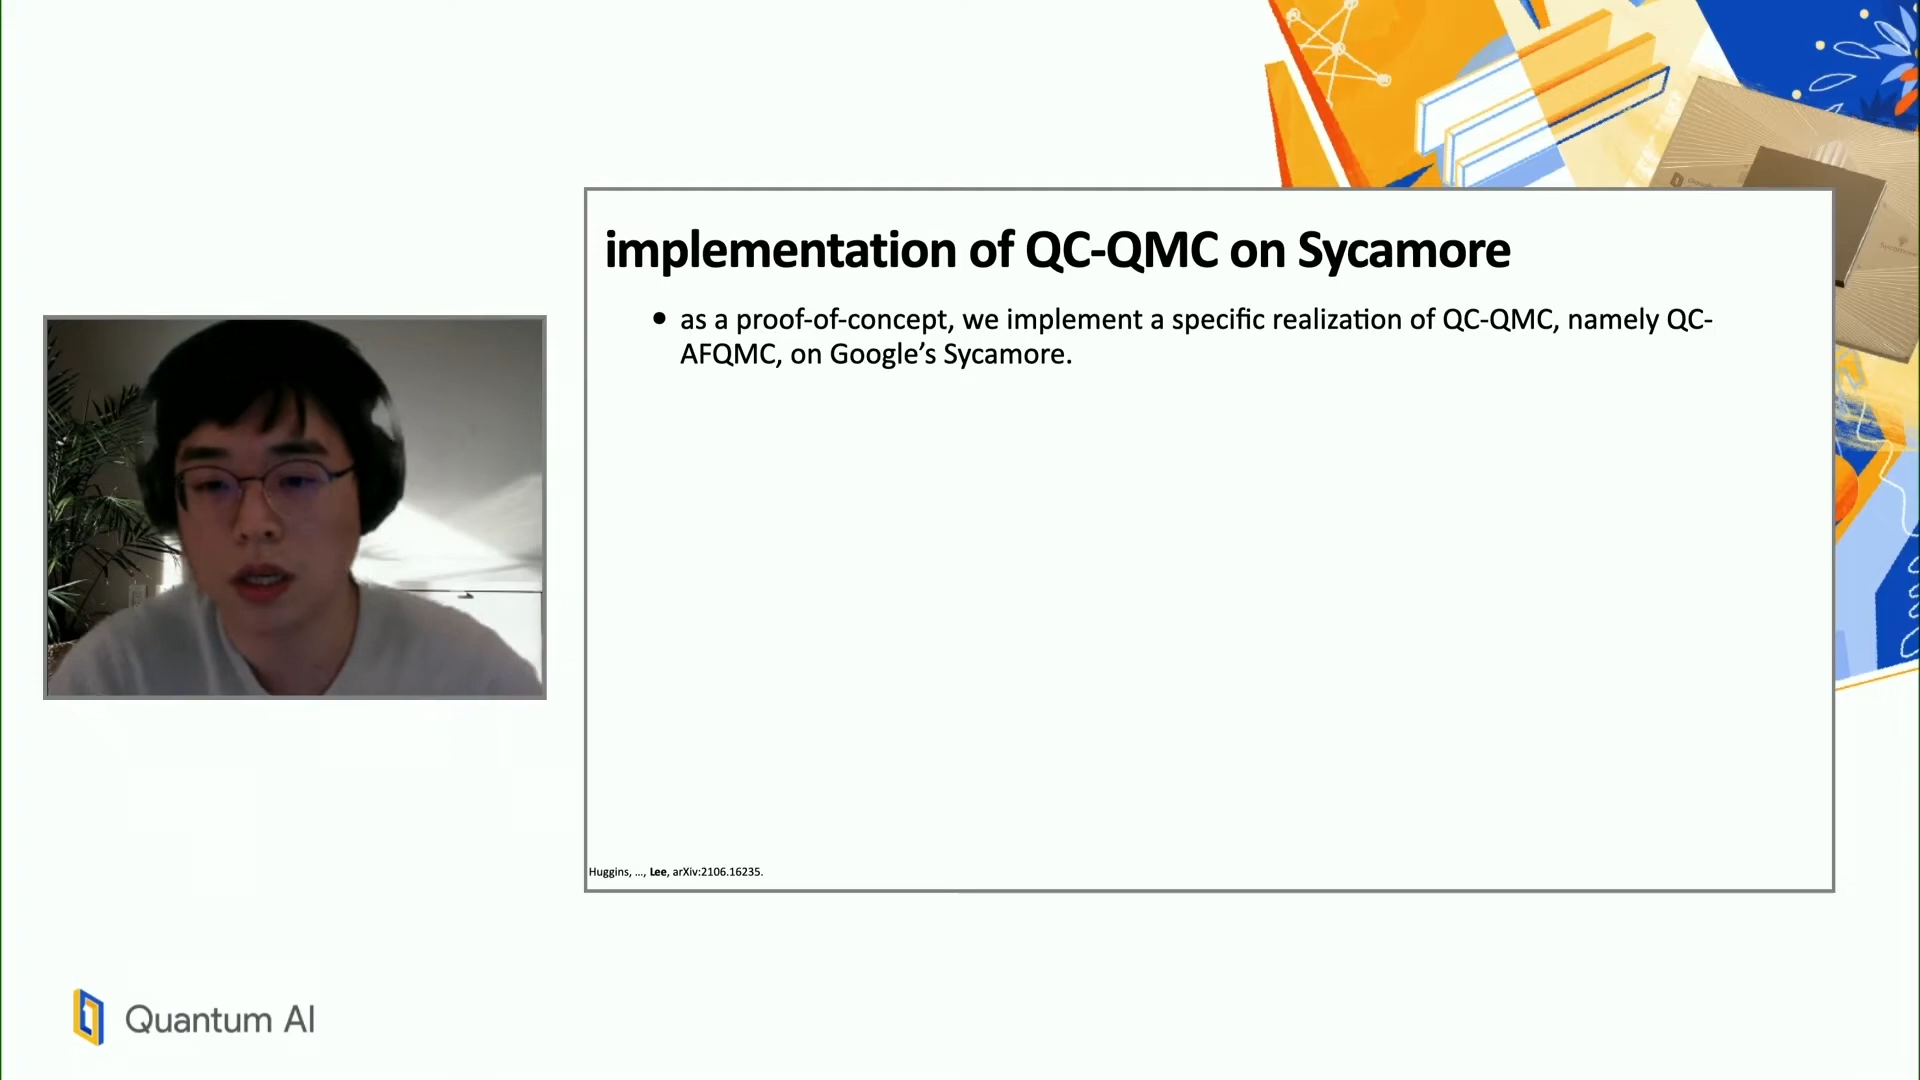 implementation of QC-QMC on Sycamore
• as a proof-of-concept, we implement a specific realization of QC-QMC, namely QC-
AFQMC, on Google’s Sycamore.
Huggins, ..., Lee, arXiv:2106.16235.
Quantum AI